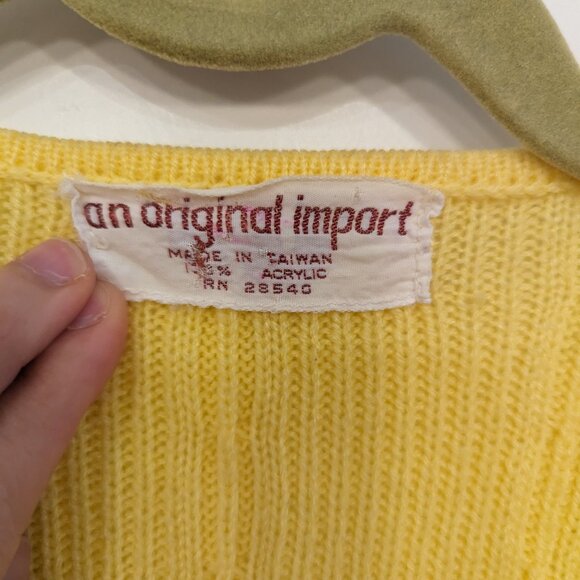 an original import
MADE IN TAIWAN
ACRYLIC
RN 28540